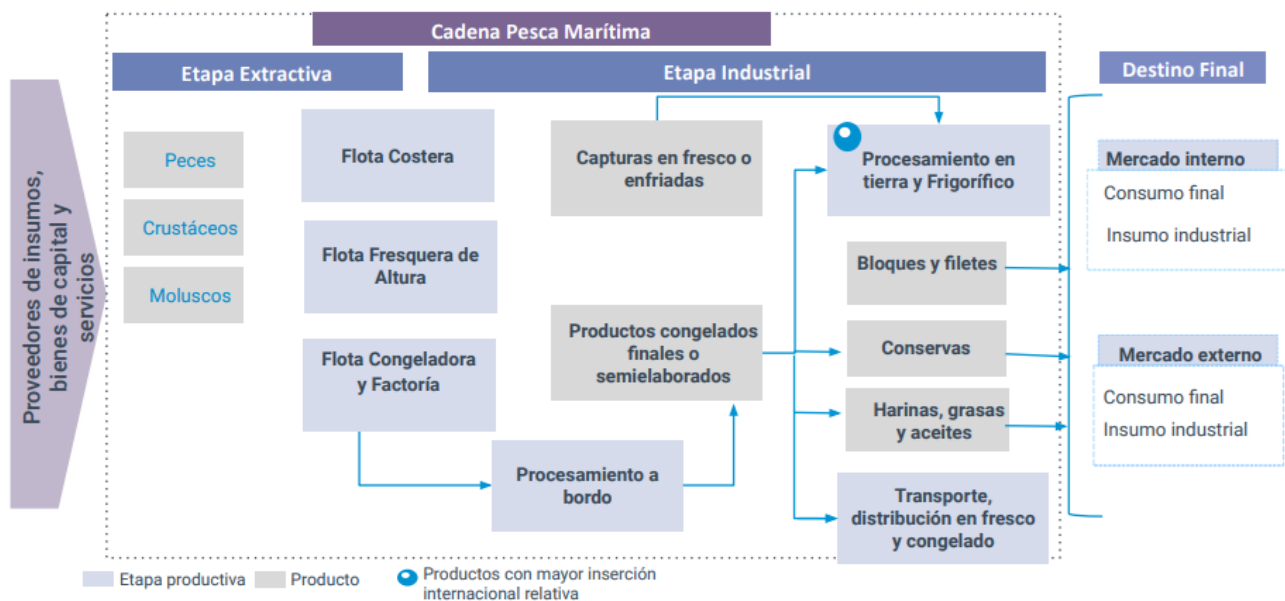 Cadena Pesca Marítima
Etapa Extractiva
Etapa Industrial
Destino Final
Proveedores de insumos,
bienes de capital y
servicios
Peces
Crustáceos
Moluscos
Flota Costera
Flota Fresquera de
Altura
Flota Congeladora
y Factoría
Procesamiento a
bordo
Capturas en fresco o
enfriadas
Productos congelados
finales o
semielaborados
Procesamiento en
tierra y Frigorífico
Bloques y filetes
Conservas
Harinas, grasas
y aceites
Transporte,
distribución en fresco
y congelado
Mercado interno
Consumo final
Insumo industrial
Mercado externo
Consumo final
Insumo industrial
Etapa productiva
Producto
Productos con mayor inserción
internacional relativa